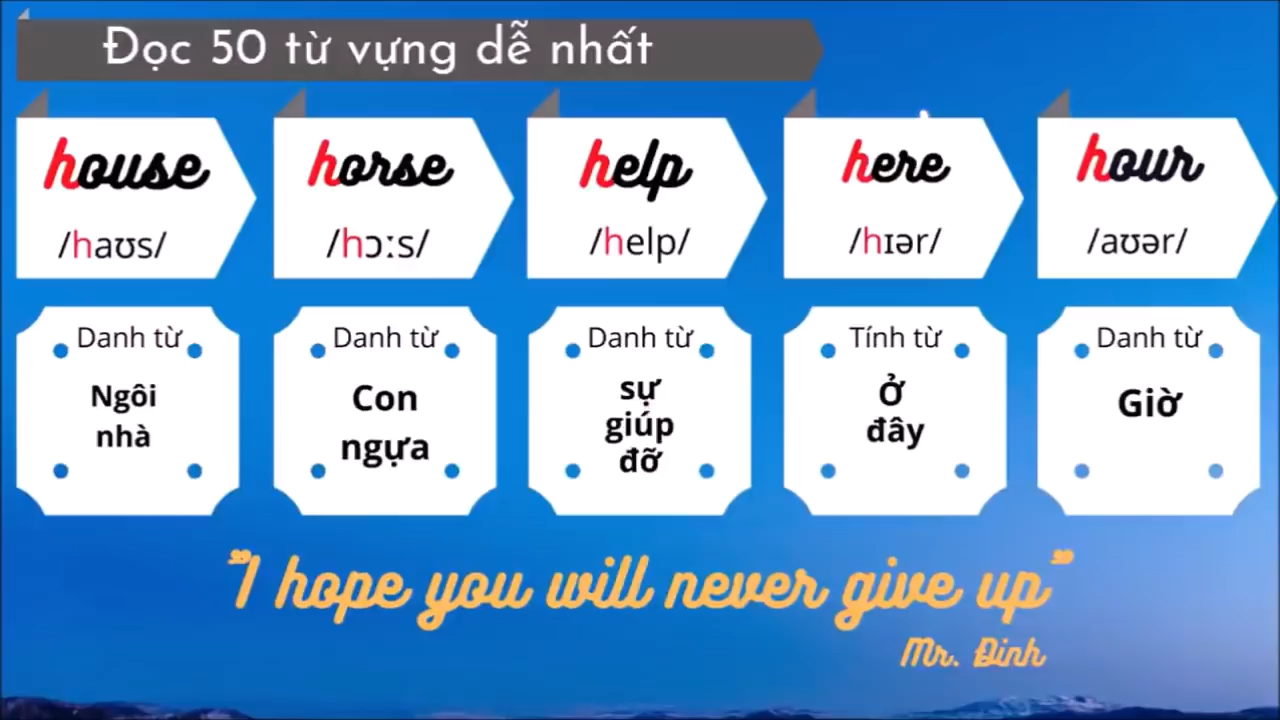 Đọc 50 từ vựng dễ nhất
house
/haʊs/
horse
/hɔːs/
help
/help/
here
/hɪər/
hour
/aʊər/
Danh từ
Ngôi
nhà
Danh từ
Con
ngựa
Danh từ
sự
giúp
đỡ
Tính từ
Ở
đây
Danh từ
Giờ
"I hope you will never give up"
Mr. Đinh